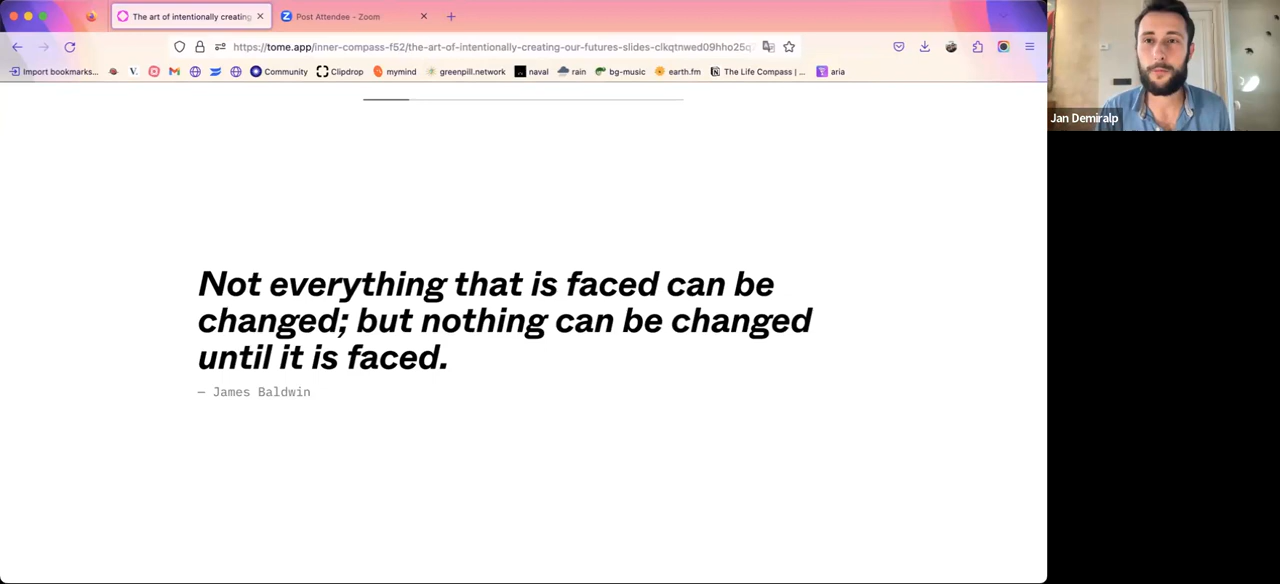 The art of intentionally creating
Post Attendee - Zoom
https://tome.app/inner-compass-f52/the-art-of-intentionally-creating-our-futures-slides-clkqtnwed09hho25q
Import bookmarks...
Community
Clipdrop
mymind
greenpill.network
naval
rain
bg-music
earth.fm
The Life Compass | ...
aria
Jan Demiralp
Not everything that is faced can be
changed; but nothing can be changed
until it is faced.
— James Baldwin